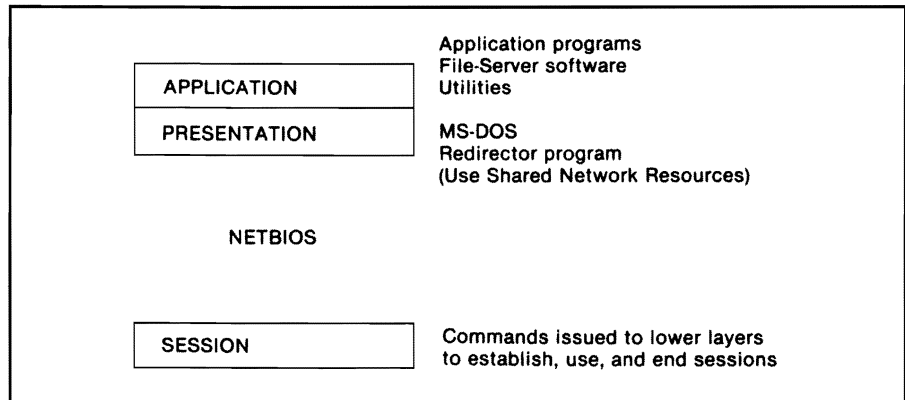 Application programs
File-Server software
APPLICATION Utilities
PRESENTATION MS-DOS
Redirector program
(Use Shared Network Resources)
NETBIOS
SESSION Commands issued to lower layers
to establish, use, and end sessions